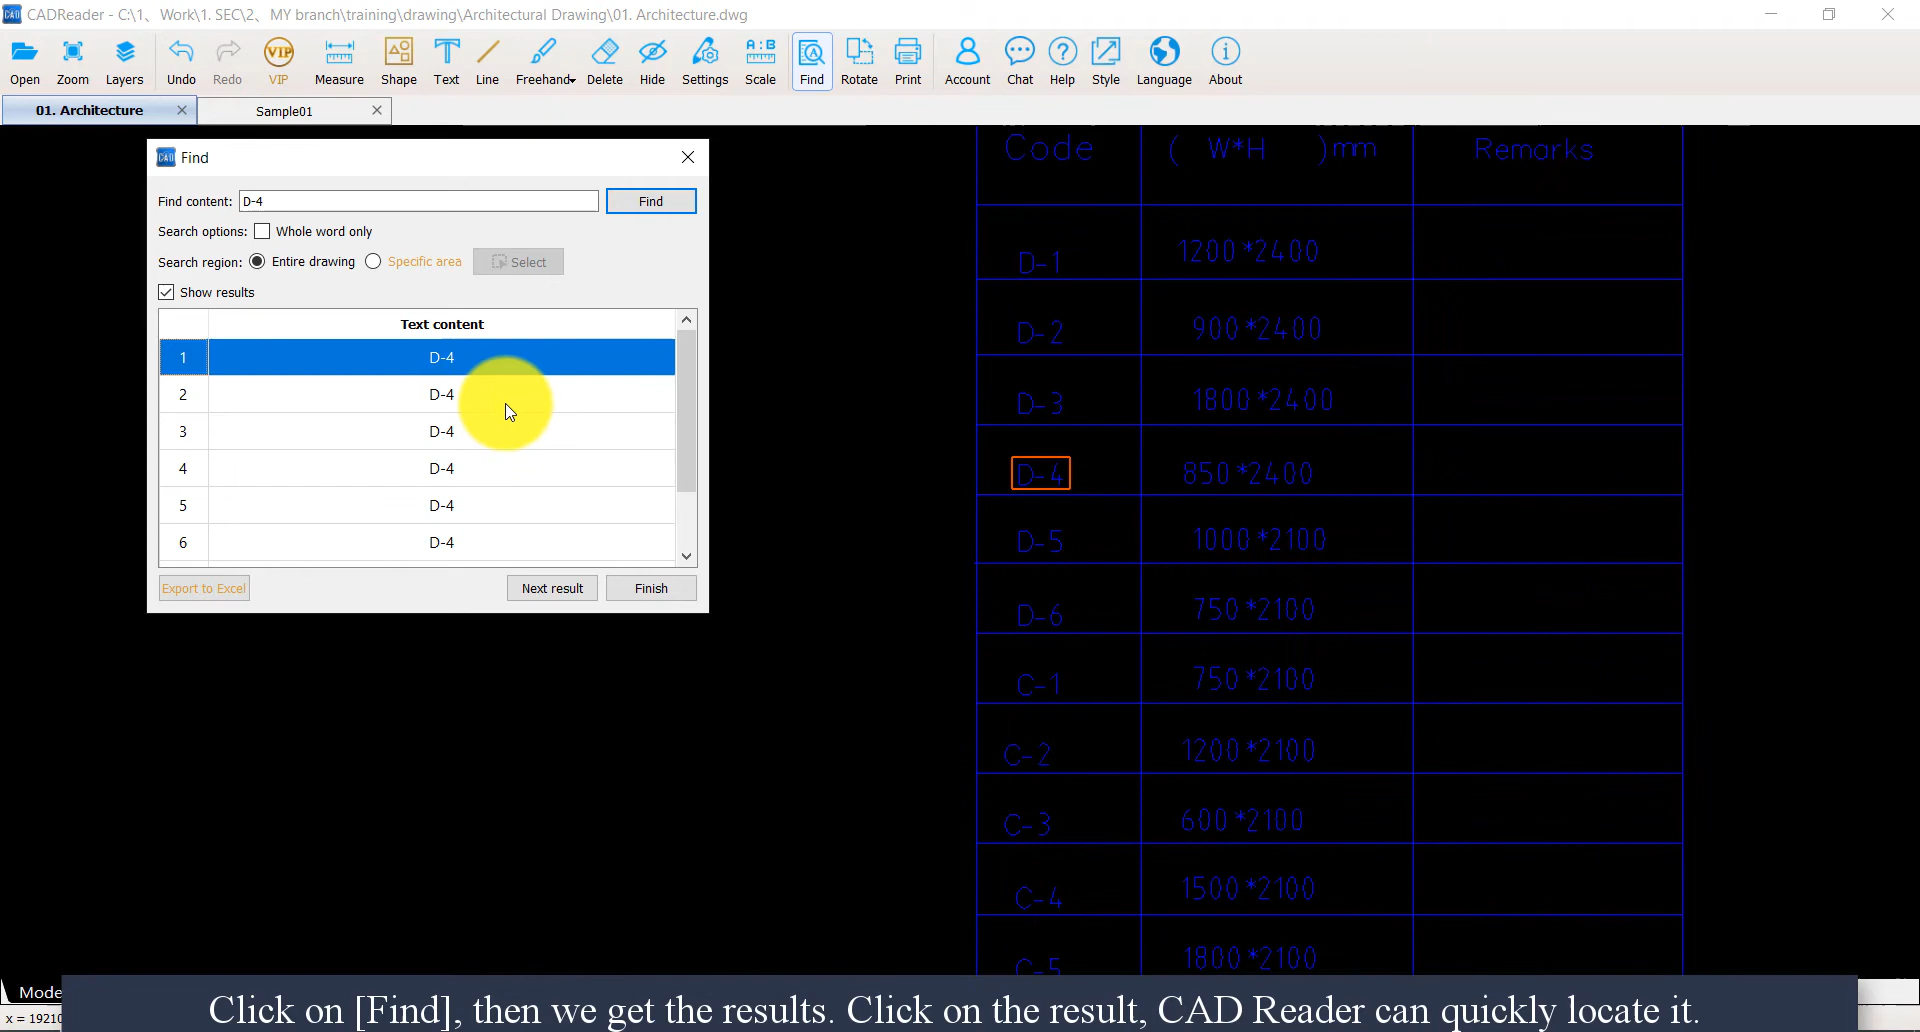 CADReader - C:\1、Work\1. SEC\2、MY branch\training\drawing\Architectural Drawing\01. Architecture.dwg
Open Zoom Layers Undo Redo VIP Measure Shape Text Line Freehand Delete Hide Settings Scale Find Rotate Print Account Chat Help Style Language About
01. Architecture Sample01
Find
Find content: D-4 Find
Search options: Whole word only
Search region: Entire drawing Specific area Select
Show results
Text content
1 D-4
2 D-4
3 D-4
4 D-4
5 D-4
6 D-4
Export to Excel Next result Finish
Code ( W*H )mm Remarks
D-1 1200*2400
D-2 900*2400
D-3 1800*2400
D-4 850*2400
D-5 1000*2100
D-6 750*2100
C-1 750*2100
C-2 1200*2100
C-3 600*2100
C-4 1500*2100
C-5 1800*2100
Mode
x = 19210
Click on [Find], then we get the results. Click on the result, CAD Reader can quickly locate it.